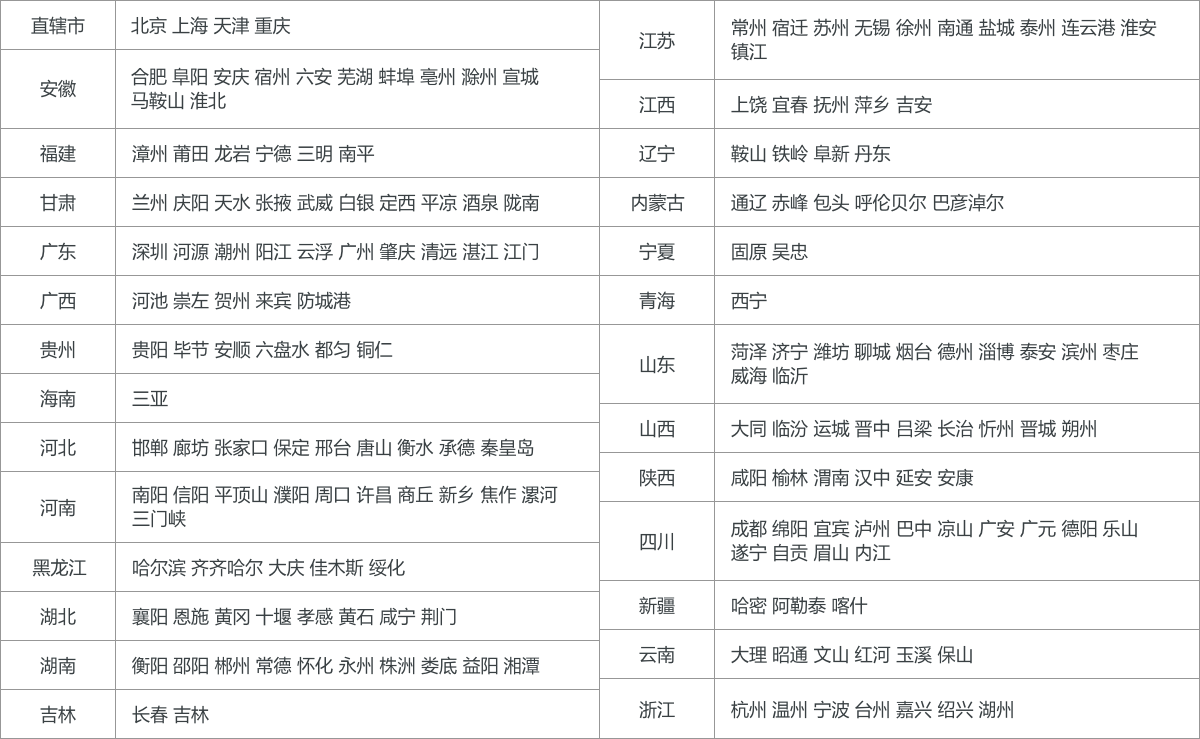 直辖市
北京 上海 天津 重庆
安徽
合肥 阜阳 安庆 宿州 六安 芜湖 蚌埠 亳州 滁州 宣城
马鞍山 淮北
福建
漳州 莆田 龙岩 宁德 三明 南平
甘肃
兰州 庆阳 天水 张掖 武威 白银 定西 平凉 酒泉 陇南
广东
深圳 河源 潮州 阳江 云浮 广州 肇庆 清远 湛江 江门
广西
河池 崇左 贺州 来宾 防城港
贵州
贵阳 毕节 安顺 六盘水 都匀 铜仁
海南
三亚
河北
邯郸 廊坊 张家口 保定 邢台 唐山 衡水 承德 秦皇岛
河南
南阳 信阳 平顶山 濮阳 周口 许昌 商丘 新乡 焦作 漯河
三门峡
黑龙江
哈尔滨 齐齐哈尔 大庆 佳木斯 绥化
湖北
襄阳 恩施 黄冈 十堰 孝感 黄石 咸宁 荆门
湖南
衡阳 邵阳 郴州 常德 怀化 永州 株洲 娄底 益阳 湘潭
吉林
长春 吉林
江苏
常州 宿迁 苏州 无锡 徐州 南通 盐城 泰州 连云港 淮安
镇江
江西
上饶 宜春 抚州 萍乡 吉安
辽宁
鞍山 铁岭 阜新 丹东
内蒙古
通辽 赤峰 包头 呼伦贝尔 巴彦淖尔
宁夏
固原 吴忠
青海
西宁
山东
菏泽 济宁 潍坊 聊城 烟台 德州 淄博 泰安 滨州 枣庄
威海 临沂
山西
大同 临汾 运城 晋中 吕梁 长治 忻州 晋城 朔州
陕西
咸阳 榆林 渭南 汉中 延安 安康
四川
成都 绵阳 宜宾 泸州 巴中 凉山 广安 广元 德阳 乐山
遂宁 自贡 眉山 内江
新疆
哈密 阿勒泰 喀什
云南
大理 昭通 文山 红河 玉溪 保山
浙江
杭州 温州 宁波 台州 嘉兴 绍兴 湖州